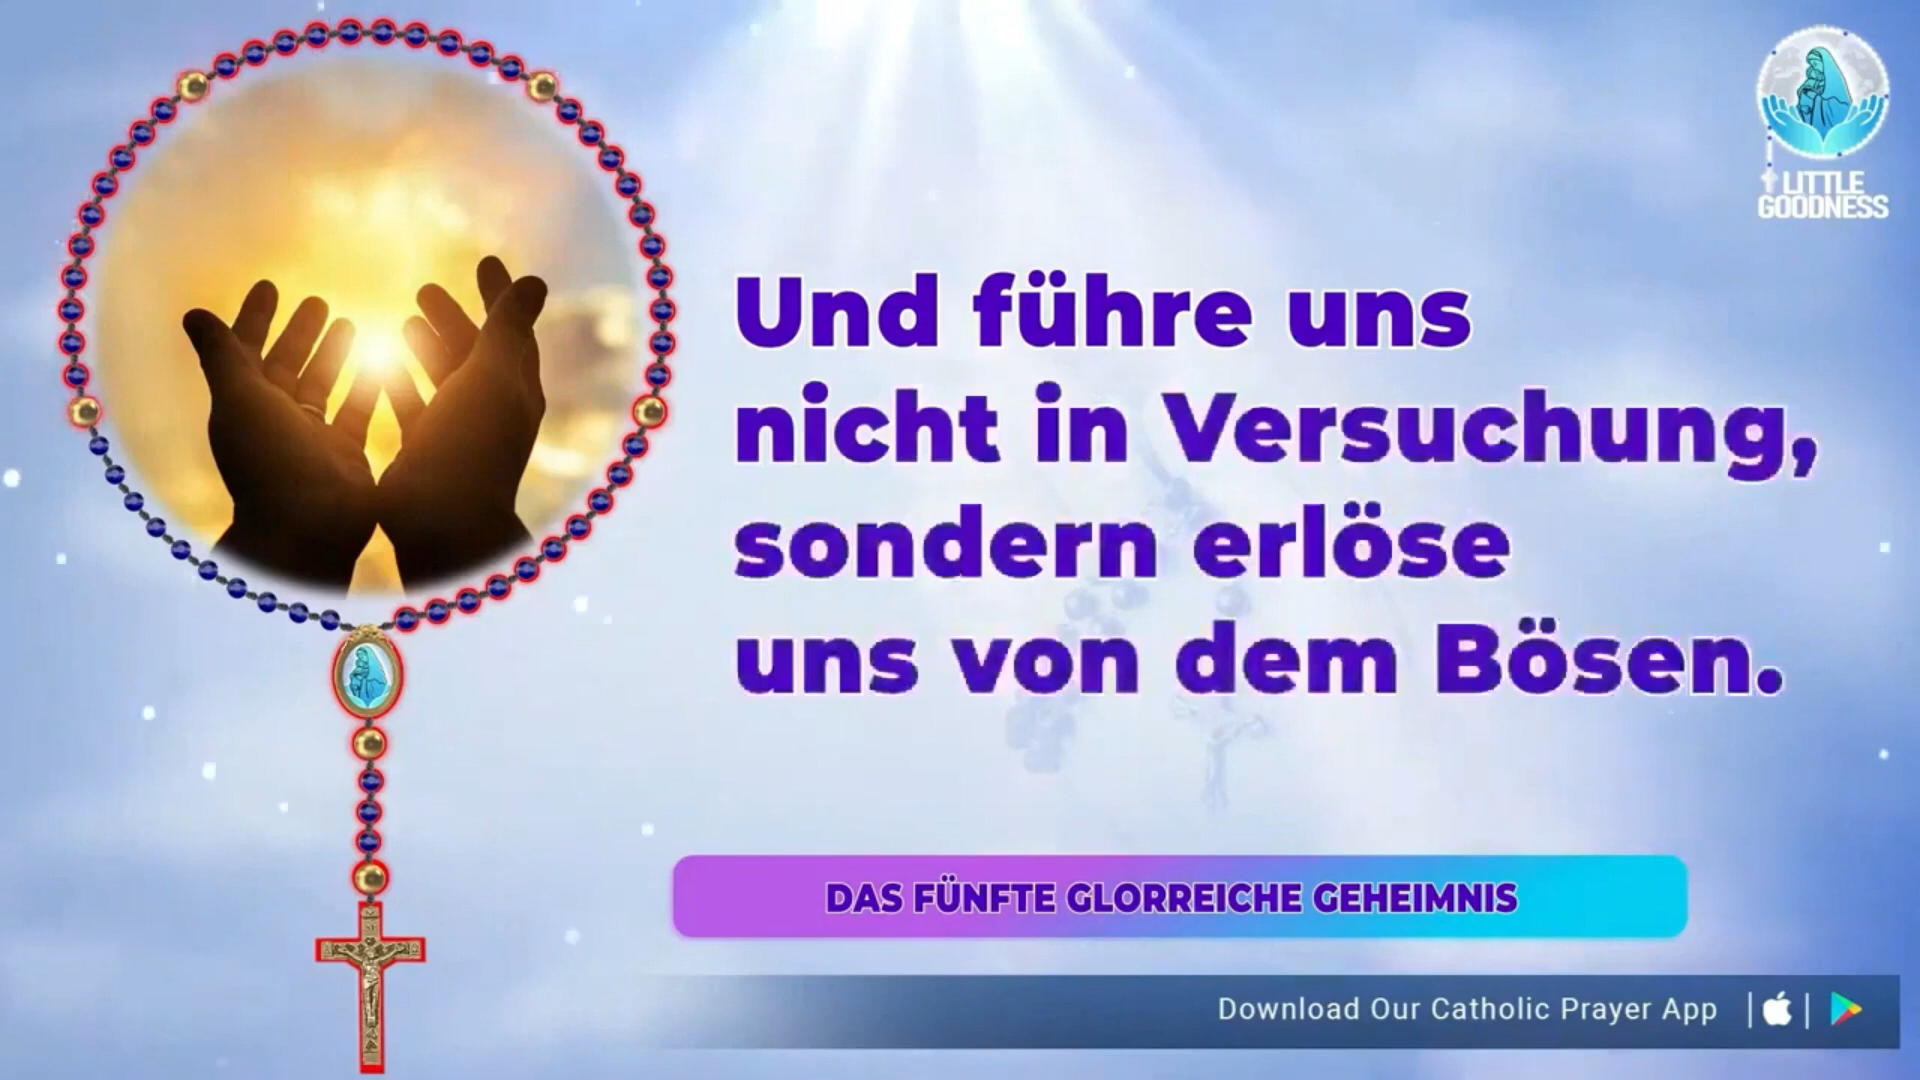 LITTLE
GOODNESS
Und führe uns
nicht in Versuchung,
sondern erlöse
uns von dem Bösen.
DAS FÜNFTE GLORREICHE GEHEIMNIS
Download Our Catholic Prayer App